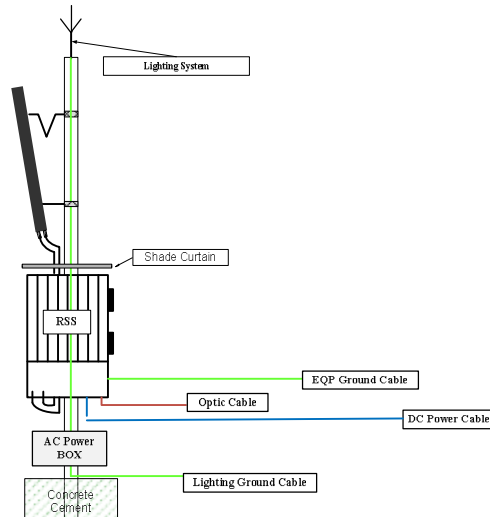 Lighting System
Shade Curtain
RSS
EQP Ground Cable
Optic Cable
DC Power Cable
AC Power
BOX
Lighting Ground Cable
Concrete
Cement